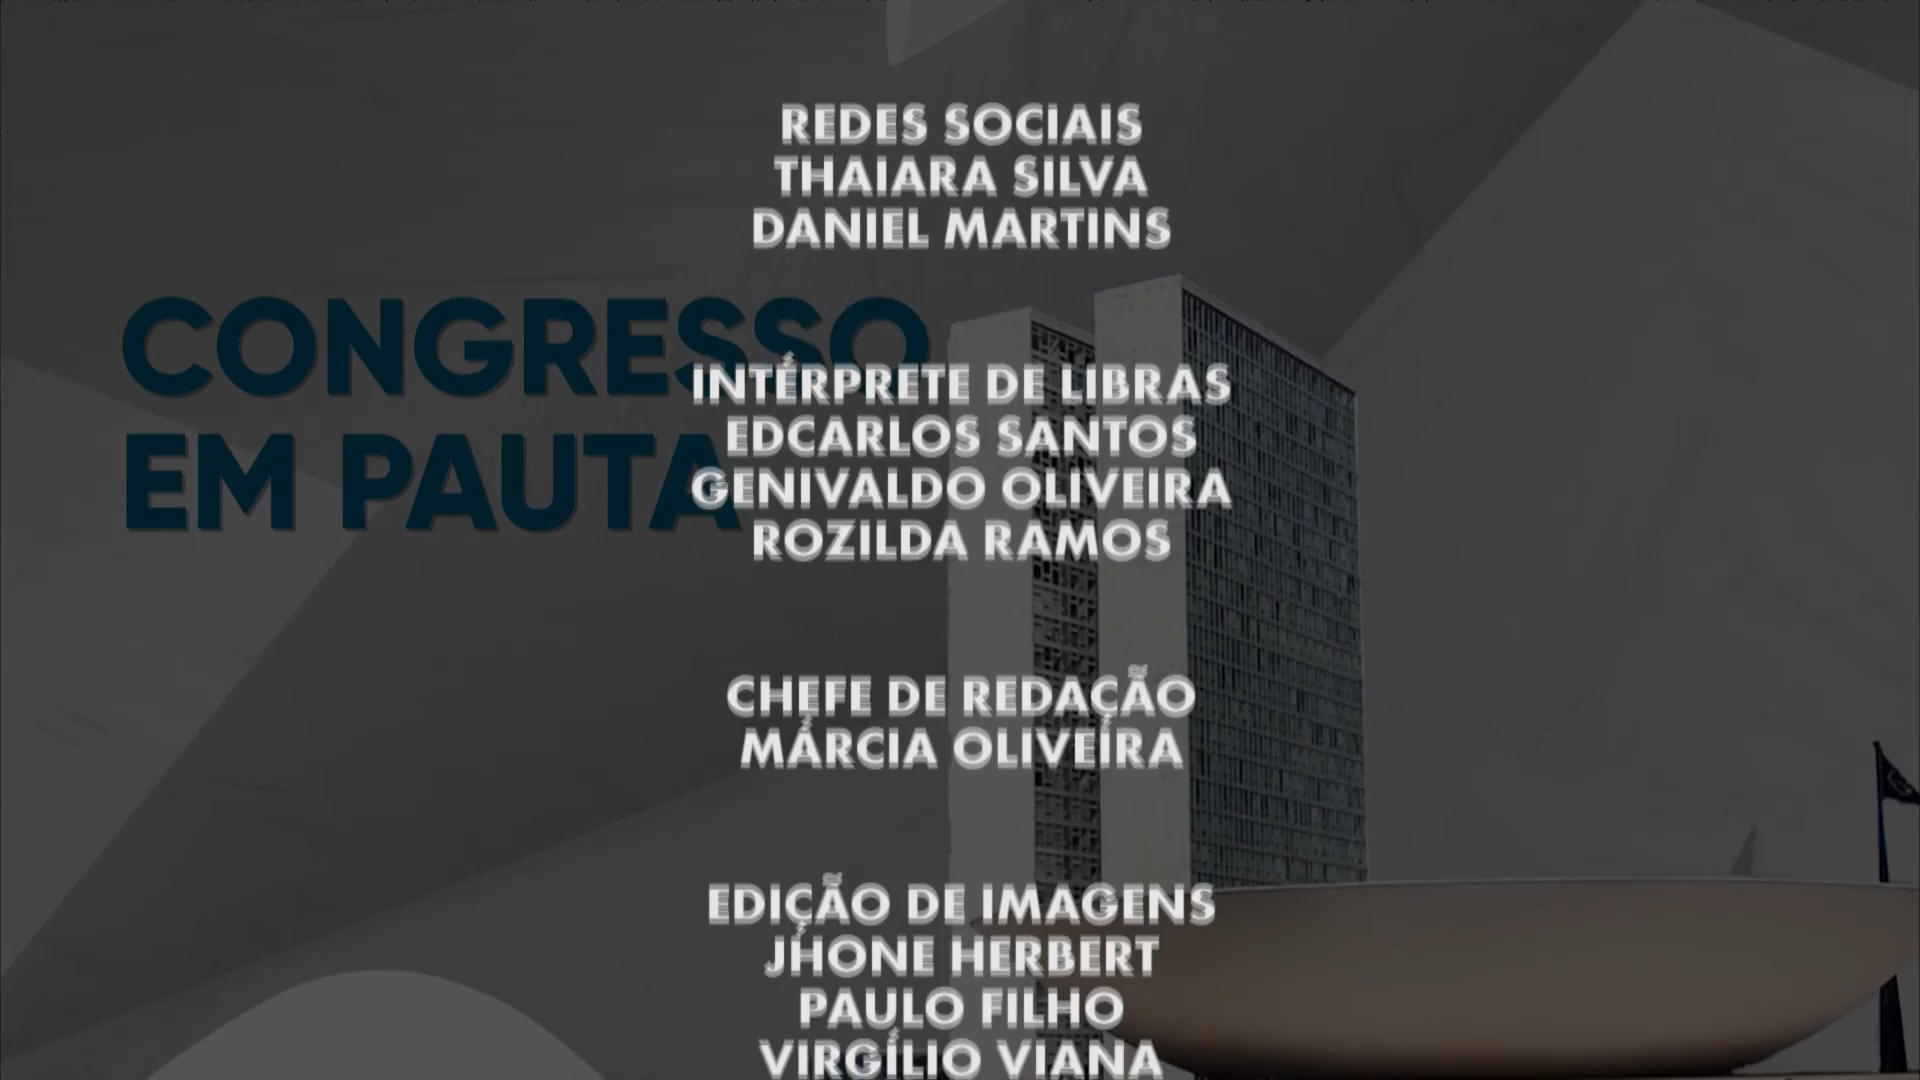 REDES SOCIAIS
THAIARA SILVA
DANIEL MARTINS
CONGRESSO
EM PAUTA
INTÉRPRETE DE LIBRAS
EDCARLOS SANTOS
GENIVALDO OLIVEIRA
ROZILDA RAMOS
CHEFE DE REDAÇÃO
MÁRCIA OLIVEIRA
EDIÇÃO DE IMAGENS
JHONE HERBERT
PAULO FILHO
VIRGÍLIO VIANA